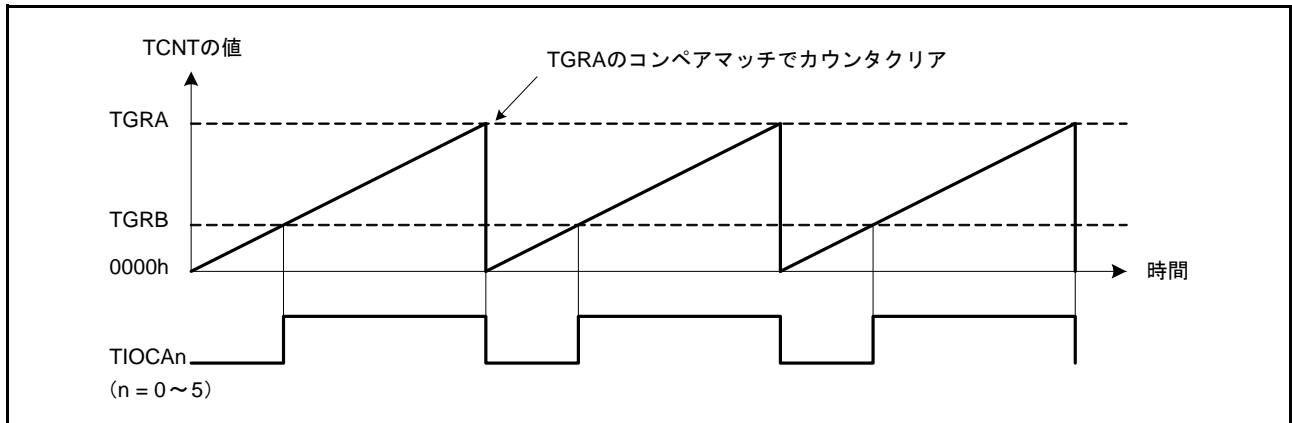 TCNTの値
TGRAのコンペアマッチでカウンタクリア
TGRA
TGRB
0000h
時間
TIOCAn
(n = 0～5)